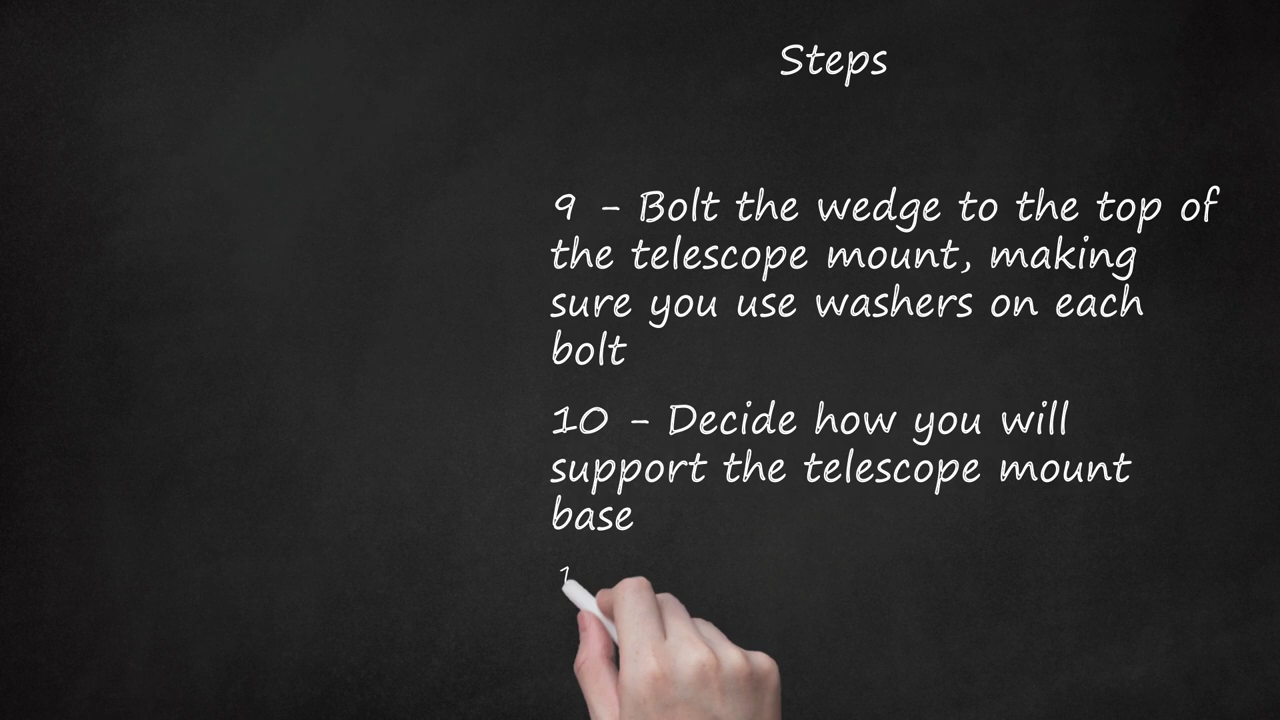 Steps
9 - Bolt the wedge to the top of
the telescope mount, making
sure you use washers on each
bolt
10 - Decide how you will
support the telescope mount
base
1